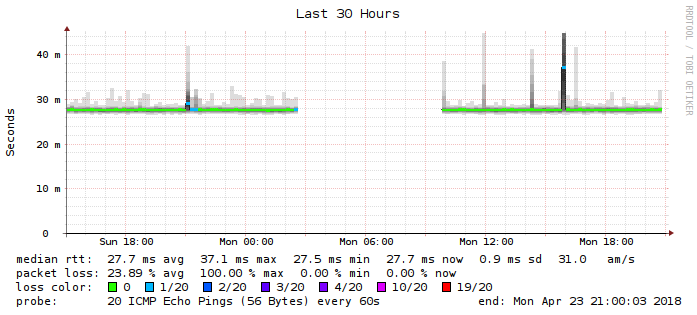 Last 30 Hours
RRDTOOL / TOBI OETIKER
Seconds
40 m
30 m
20 m
10 m
0
Sun 18:00 Mon 00:00 Mon 06:00 Mon 12:00 Mon 18:00
median rtt: 27.7 ms avg 37.1 ms max 27.5 ms min 27.7 ms now 0.9 ms sd 31.0 am/s
packet loss: 23.89 % avg 100.00 % max 0.00 % min 0.00 % now
loss color: 0 1/20 2/20 3/20 4/20 10/20 19/20
probe: 20 ICMP Echo Pings (56 Bytes) every 60s end: Mon Apr 23 21:00:03 2018